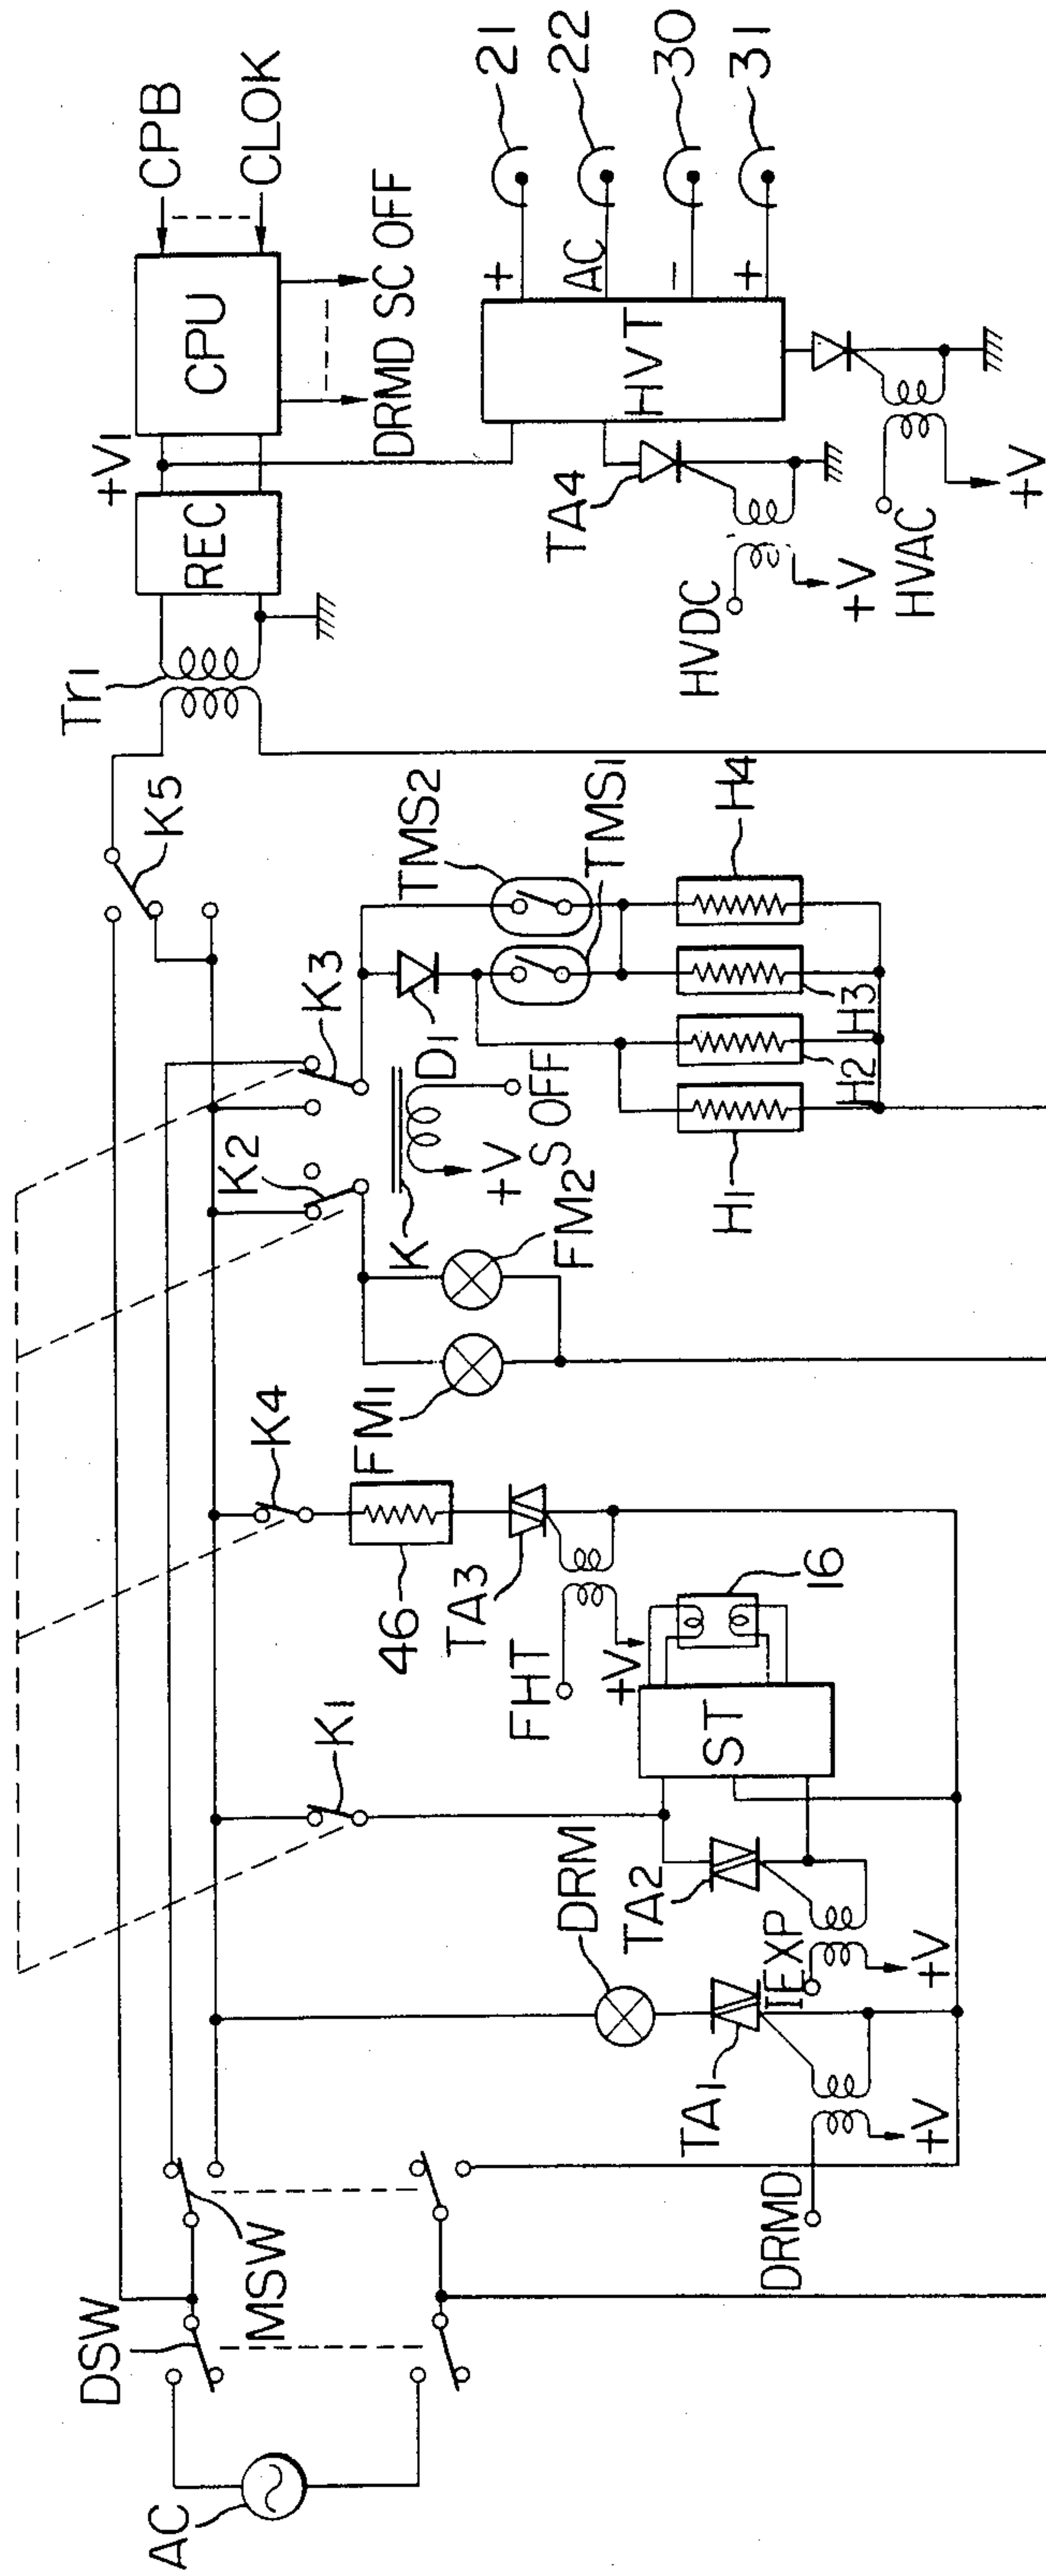 AC
DSW
MSW
DRMD
+V
TA1
DRM
IEXP
+V
TA2
ST
16
K1
FHT
+V
TA3
46
K4
FM1
FM2
K
+V
S OFF
K2
K3
D1
TMS2
TMS1
H1
H2
H3
H4
K5
Tr1
REC
+V1
CPU
CPB
CLOK
DRMD SC OFF
HVT
TA4
HVDC
+V
HVAC
+V
+
AC
-
+
21
22
30
31